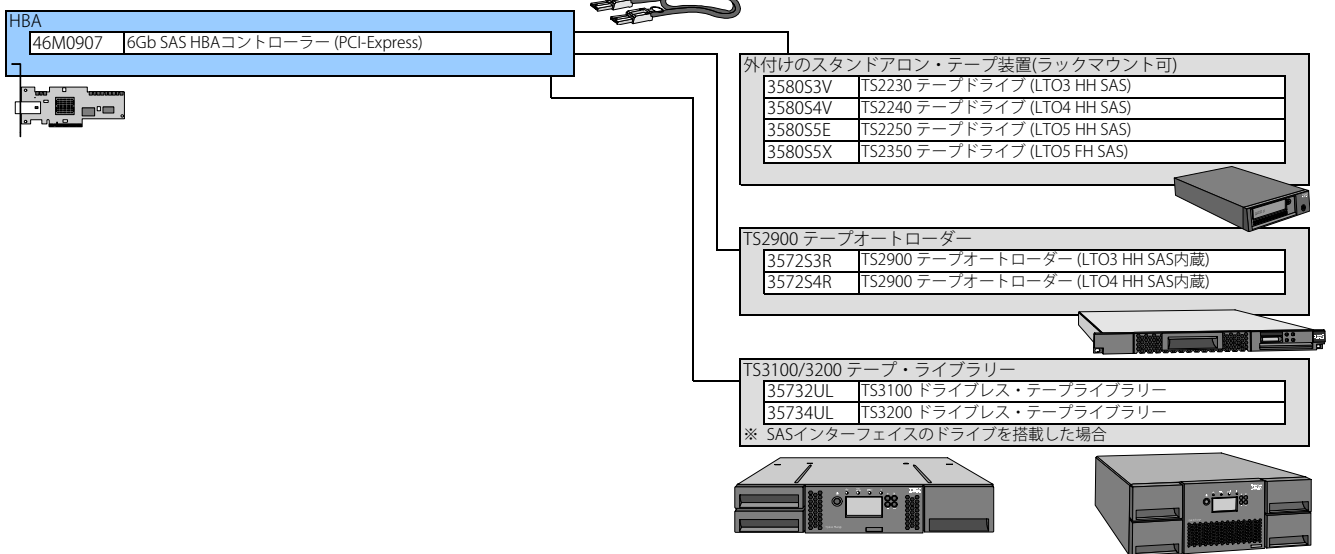 HBA
46M0907 6Gb SAS HBAコントローラー (PCI-Express)
外付けのスタンドアロン・テープ装置(ラックマウント可)
3580S3V TS2230 テープドライブ (LTO3 HH SAS)
3580S4V TS2240 テープドライブ (LTO4 HH SAS)
3580S5E TS2250 テープドライブ (LTO5 HH SAS)
3580S5X TS2350 テープドライブ (LTO5 FH SAS)
TS2900 テープオートローダー
3572S3R TS2900 テープオートローダー (LTO3 HH SAS内蔵)
3572S4R TS2900 テープオートローダー (LTO4 HH SAS内蔵)
TS3100/3200 テープ・ライブラリー
35732UL TS3100 ドライブレス・テープライブラリー
35734UL TS3200 ドライブレス・テープライブラリー
※ SASインターフェイスのドライブを搭載した場合